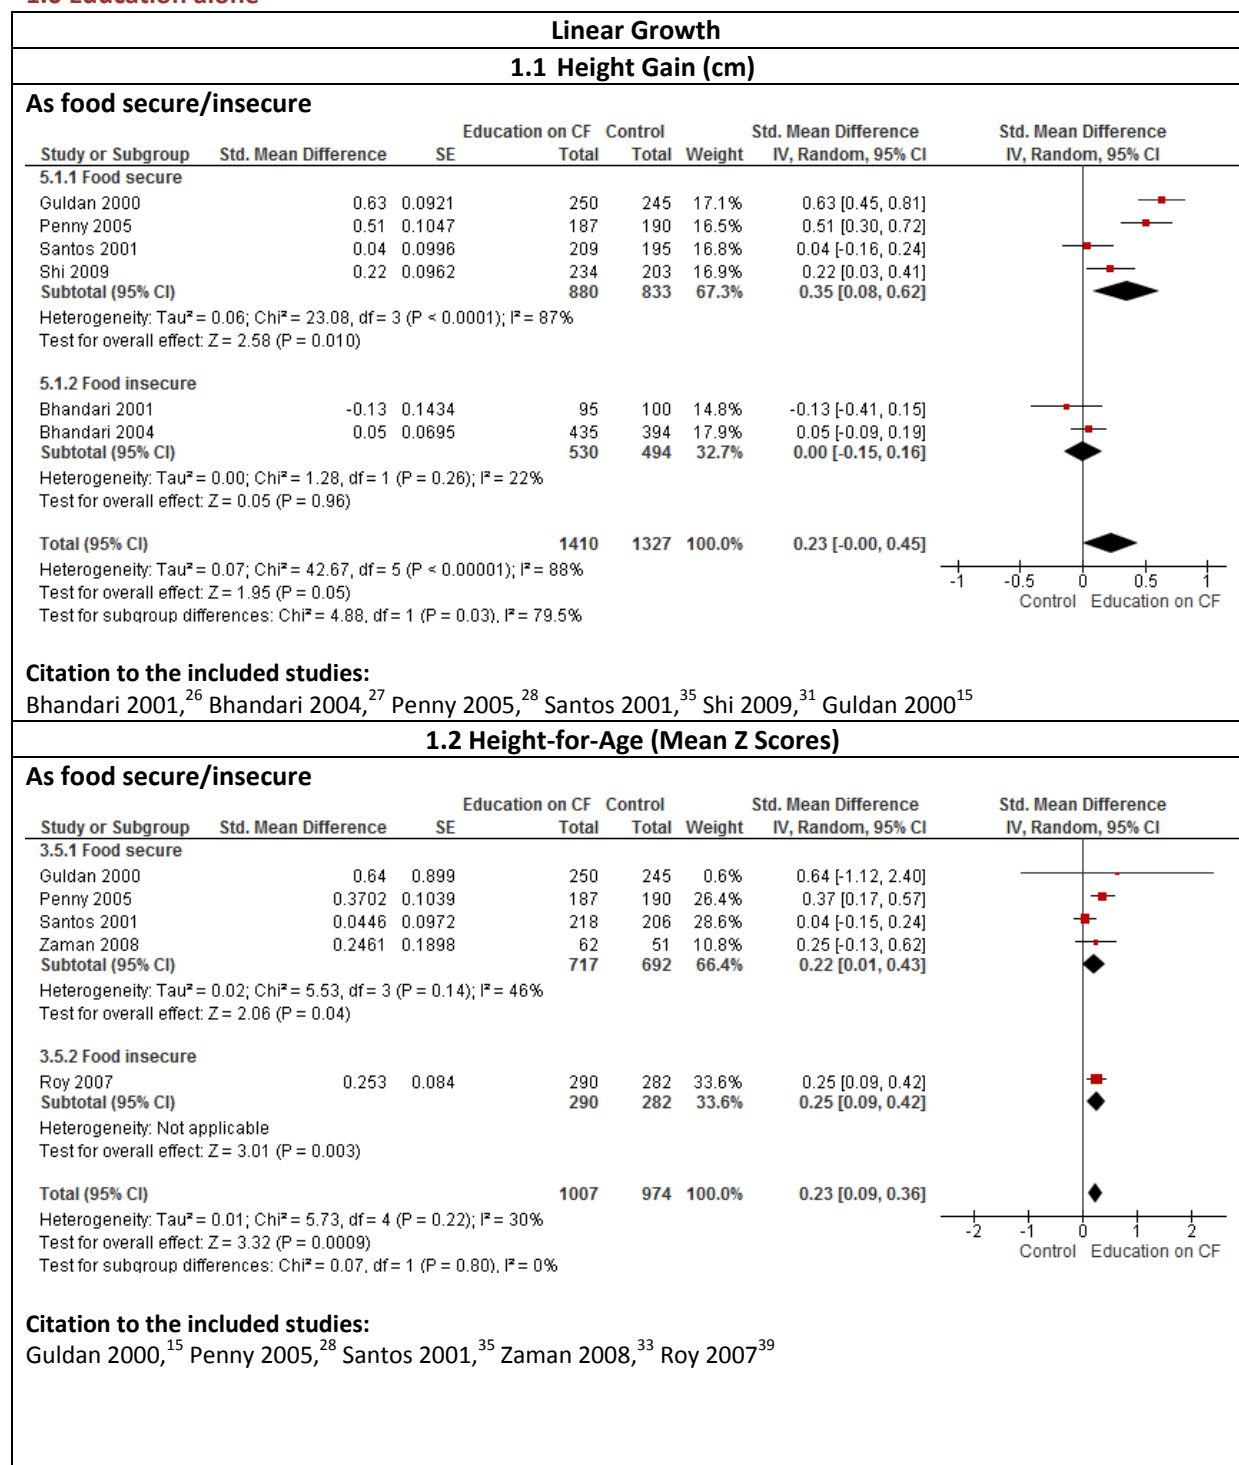 1.0 Education alone
Linear Growth
1.1 Height Gain (cm)
As food secure/insecure
Education on CF Control Std. Mean Difference Std. Mean Difference
Study or Subgroup Std. Mean Difference SE Total Total Weight IV, Random, 95% CI IV, Random, 95% CI
5.1.1 Food secure
Guldan 2000 0.63 0.0921 250 245 17.1% 0.63 [0.45, 0.81]
Penny 2005 0.51 0.1047 187 190 16.5% 0.51 [0.30, 0.72]
Santos 2001 0.04 0.0996 209 195 16.8% 0.04 [-0.16, 0.24]
Shi 2009 0.22 0.0962 234 203 16.9% 0.22 [0.03, 0.41]
Subtotal (95% CI) 880 833 67.3% 0.35 [0.08, 0.62]
Heterogeneity: Tau² = 0.06; Chi² = 23.08, df = 3 (P < 0.0001); I² = 87%
Test for overall effect: Z = 2.58 (P = 0.010)
5.1.2 Food insecure
Bhandari 2001 -0.13 0.1434 95 100 14.8% -0.13 [-0.41, 0.15]
Bhandari 2004 0.05 0.0695 435 394 17.9% 0.05 [-0.09, 0.19]
Subtotal (95% CI) 530 494 32.7% 0.00 [-0.15, 0.16]
Heterogeneity: Tau² = 0.00; Chi² = 1.28, df = 1 (P = 0.26); I² = 22%
Test for overall effect: Z = 0.05 (P = 0.96)
Total (95% CI) 1410 1327 100.0% 0.23 [-0.00, 0.45]
Heterogeneity: Tau² = 0.07; Chi² = 42.67, df = 5 (P < 0.00001); I² = 88%
Test for overall effect: Z = 1.95 (P = 0.05)
Test for subgroup differences: Chi² = 4.88, df = 1 (P = 0.03), I² = 79.5%
-1 -0.5 0 0.5 1
Control Education on CF
Citation to the included studies:
Bhandari 2001,26 Bhandari 2004,27 Penny 2005,28 Santos 2001,35 Shi 2009,31 Guldan 200015
1.2 Height-for-Age (Mean Z Scores)
As food secure/insecure
Education on CF Control Std. Mean Difference Std. Mean Difference
Study or Subgroup Std. Mean Difference SE Total Total Weight IV, Random, 95% CI IV, Random, 95% CI
3.5.1 Food secure
Guldan 2000 0.64 0.899 250 245 0.6% 0.64 [-1.12, 2.40]
Penny 2005 0.3702 0.1039 187 190 26.4% 0.37 [0.17, 0.57]
Santos 2001 0.0446 0.0972 218 206 28.6% 0.04 [-0.15, 0.24]
Zaman 2008 0.2461 0.1898 62 51 10.8% 0.25 [-0.13, 0.62]
Subtotal (95% CI) 717 692 66.4% 0.22 [0.01, 0.43]
Heterogeneity: Tau² = 0.02; Chi² = 5.53, df = 3 (P = 0.14); I² = 46%
Test for overall effect: Z = 2.06 (P = 0.04)
3.5.2 Food insecure
Roy 2007 0.253 0.084 290 282 33.6% 0.25 [0.09, 0.42]
Subtotal (95% CI) 290 282 33.6% 0.25 [0.09, 0.42]
Heterogeneity: Not applicable
Test for overall effect: Z = 3.01 (P = 0.003)
Total (95% CI) 1007 974 100.0% 0.23 [0.09, 0.36]
Heterogeneity: Tau² = 0.01; Chi² = 5.73, df = 4 (P = 0.22); I² = 30%
Test for overall effect: Z = 3.32 (P = 0.0009)
Test for subgroup differences: Chi² = 0.07, df = 1 (P = 0.80), I² = 0%
-2 -1 0 1 2
Control Education on CF
Citation to the included studies:
Guldan 2000,15 Penny 2005,28 Santos 2001,35 Zaman 2008,33 Roy 200739